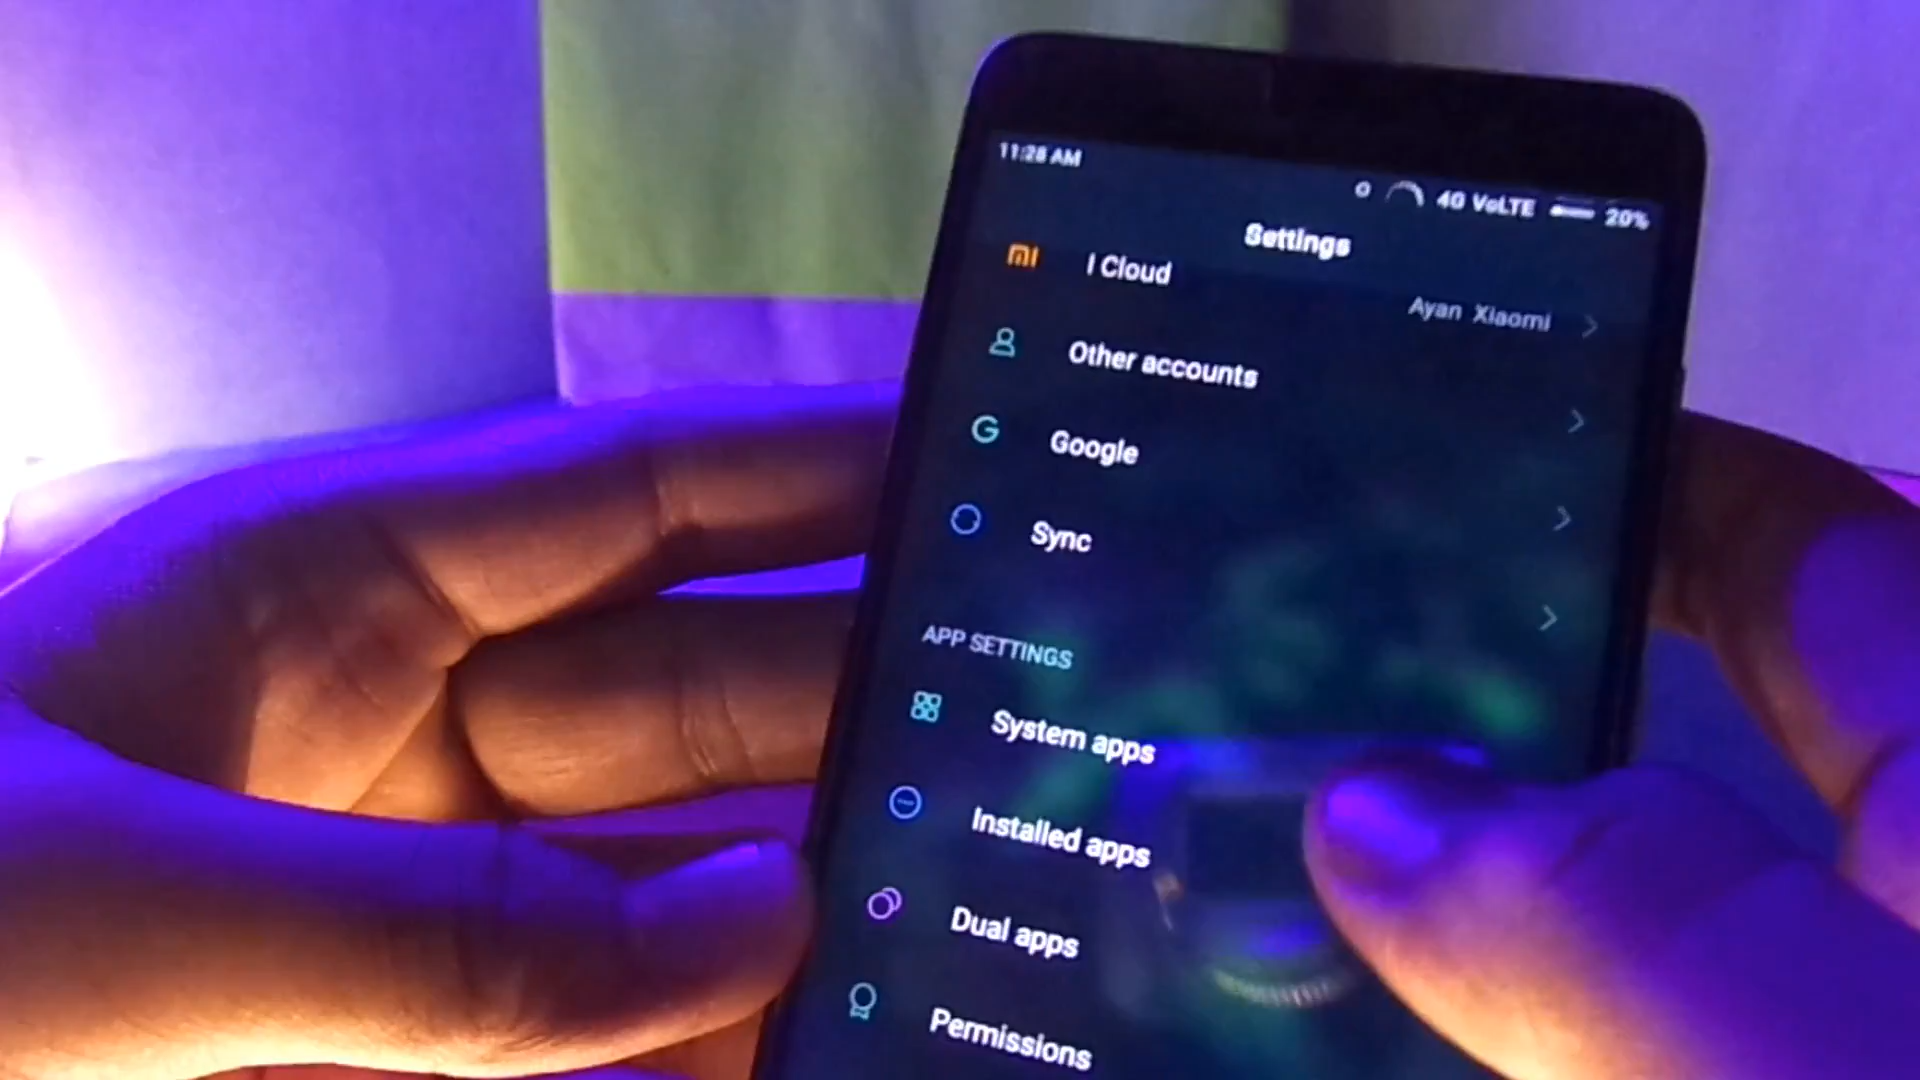 11:28 AM
4G VoLTE 20%
Settings
mi I Cloud
Ayan Xiaomi
Other accounts
Google
Sync
APP SETTINGS
System apps
Installed apps
Dual apps
Permissions